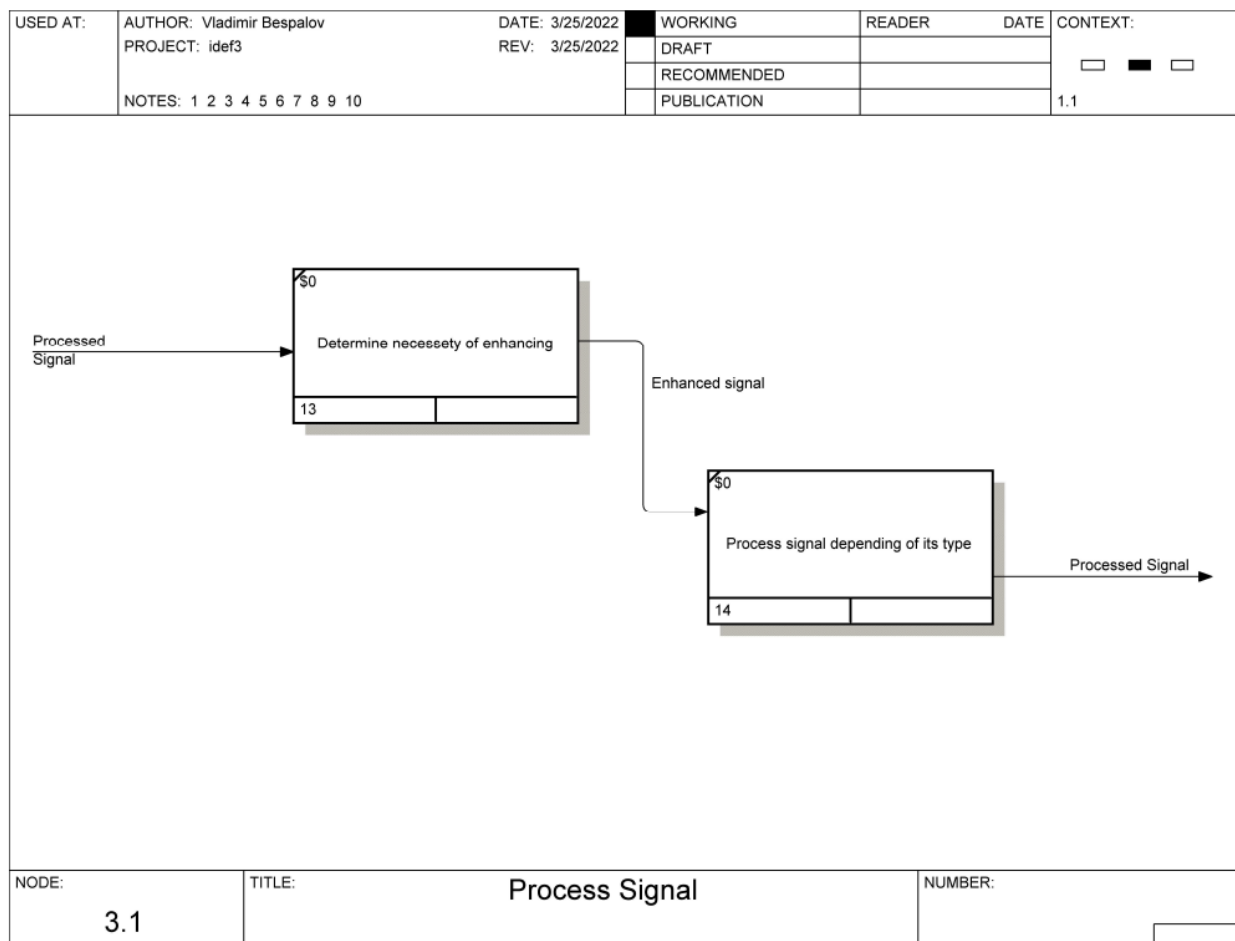 USED AT:
AUTHOR: Vladimir Bespalov
DATE: 3/25/2022
PROJECT: idef3
REV: 3/25/2022
NOTES: 1 2 3 4 5 6 7 8 9 10
WORKING
DRAFT
RECOMMENDED
PUBLICATION
READER
DATE
CONTEXT:
1.1
$0
Determine necessety of enhancing
13
Processed
Signal
Enhanced signal
$0
Process signal depending of its type
14
Processed Signal
NODE:
3.1
TITLE:
Process Signal
NUMBER: